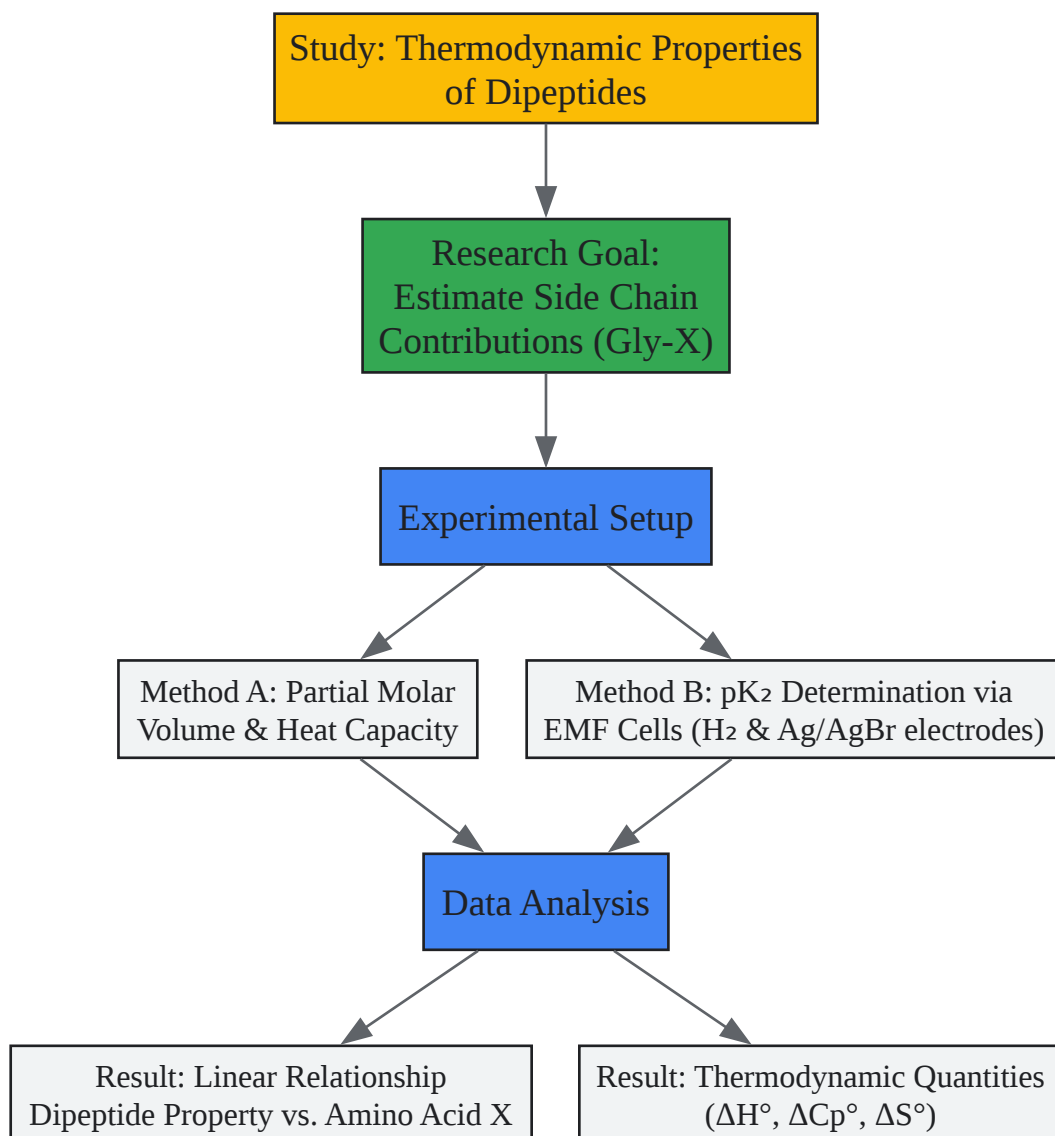 Study: Thermodynamic Properties
of Dipeptides
Research Goal:
Estimate Side Chain
Contributions (Gly-X)
Experimental Setup
Method A: Partial Molar
Volume & Heat Capacity
Method B: pK₂ Determination via
EMF Cells (H₂ & Ag/AgBr electrodes)
Data Analysis
Result: Linear Relationship
Dipeptide Property vs. Amino Acid X
Result: Thermodynamic Quantities
(ΔH°, ΔCp°, ΔS°)